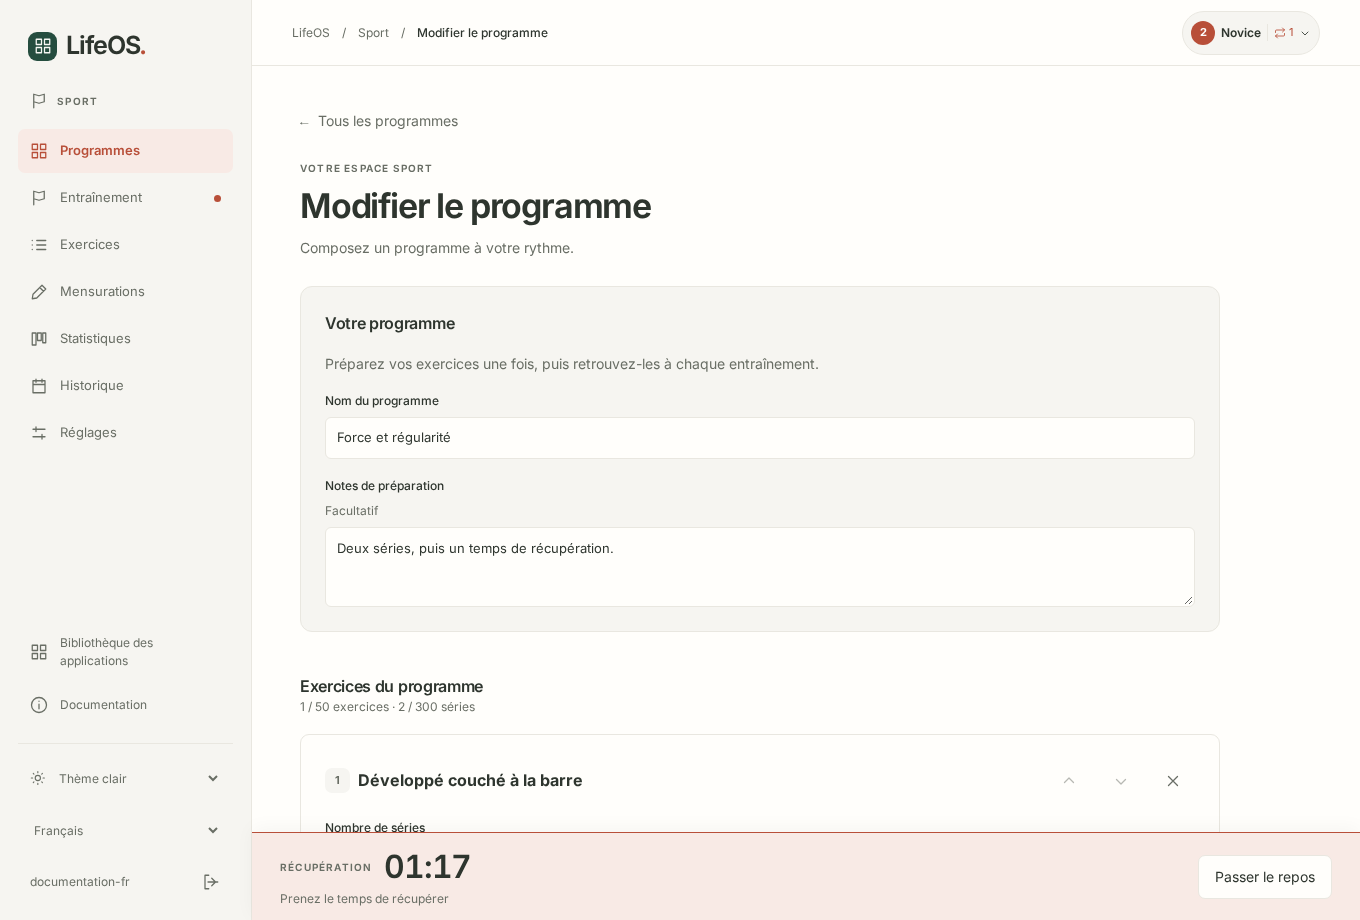 LifeOS.
SPORT
Programmes
Entraînement
Exercices
Mensurations
Statistiques
Historique
Réglages
Bibliothèque des
applications
Documentation
Thème clair
Français
documentation-fr
LifeOS / Sport / Modifier le programme
2 Novice 1
← Tous les programmes
VOTRE ESPACE SPORT
Modifier le programme
Composez un programme à votre rythme.
Votre programme
Préparez vos exercices une fois, puis retrouvez-les à chaque entraînement.
Nom du programme
Force et régularité
Notes de préparation
Facultatif
Deux séries, puis un temps de récupération.
Exercices du programme
1 / 50 exercices · 2 / 300 séries
1 Développé couché à la barre
Nombre de séries
RÉCUPÉRATION 01:17
Prenez le temps de récupérer
Passer le repos